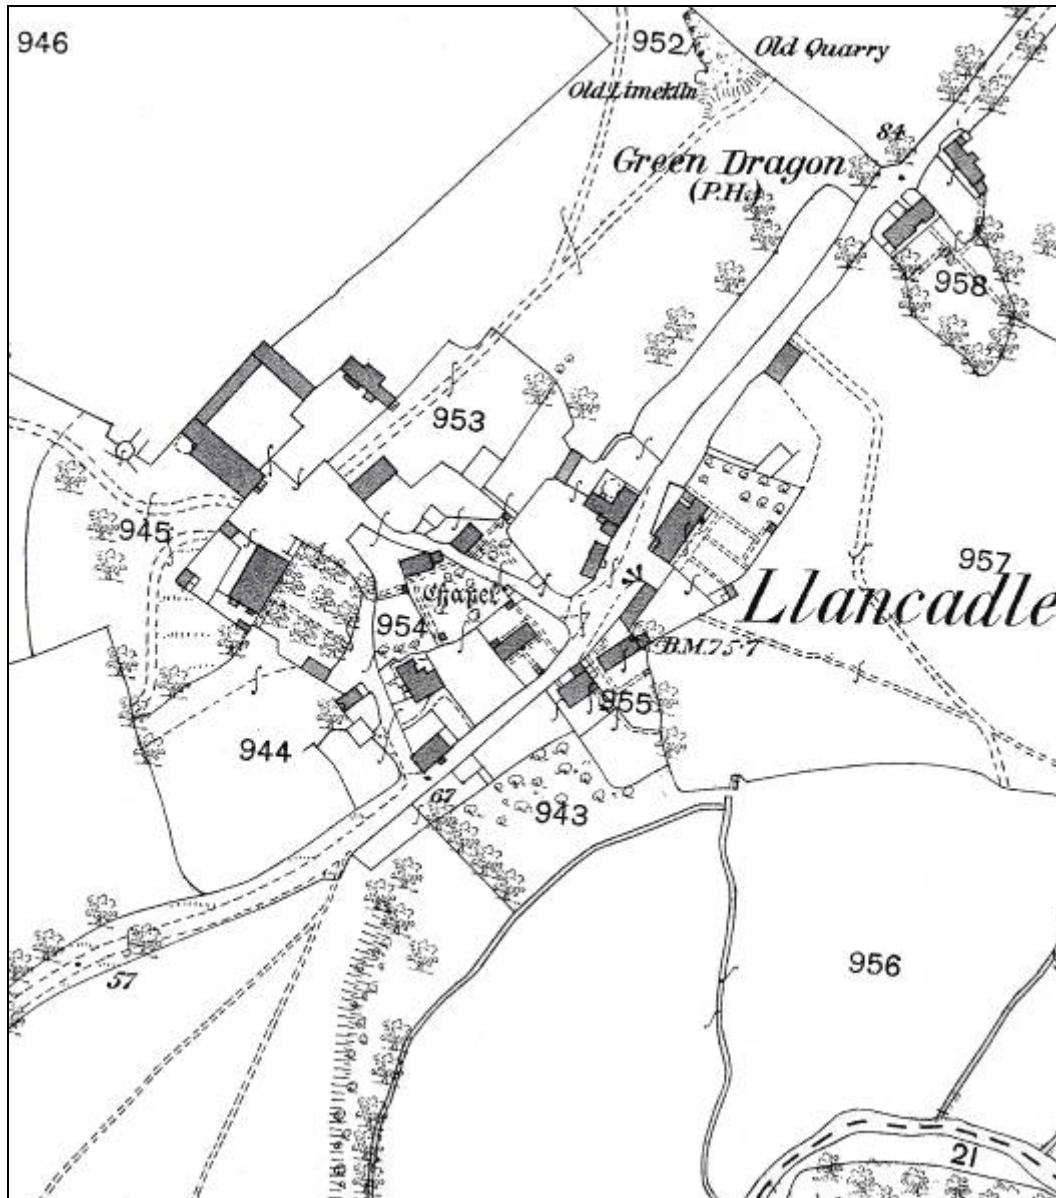 946
952
Old Quarry
Old Limekiln
84
Green Dragon
(P.H.)
958
953
945
957
Chapel
Llancadle
954
B.M.75·7
955
944
67
943
956
57
21